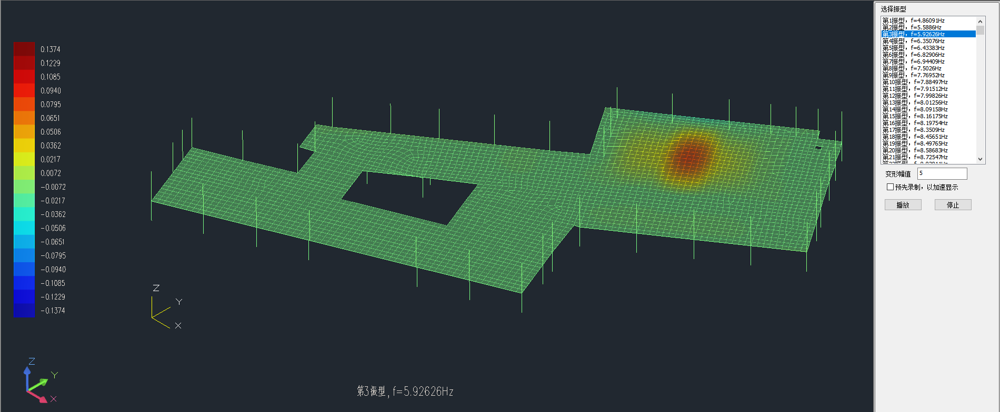 0.1374
0.1229
0.1085
0.0940
0.0795
0.0651
0.0506
0.0362
0.0217
0.0072
-0.0072
-0.0217
-0.0362
-0.0506
-0.0651
-0.0795
-0.0940
-0.1085
-0.1229
-0.1374
Z
Y
X
Z
Y
X
第3振型,f=5.92626Hz
选择振型
第1振型，f=4.86091Hz
第2振型，f=5.5886Hz
第3振型，f=5.92626Hz
第4振型，f=6.35076Hz
第5振型，f=6.43383Hz
第6振型，f=6.82906Hz
第7振型，f=6.94409Hz
第8振型，f=7.5026Hz
第9振型，f=7.76952Hz
第10振型，f=7.88497Hz
第11振型，f=7.91512Hz
第12振型，f=7.99826Hz
第13振型，f=8.01256Hz
第14振型，f=8.09158Hz
第15振型，f=8.16175Hz
第16振型，f=8.19754Hz
第17振型，f=8.3509Hz
第18振型，f=8.45651Hz
第19振型，f=8.49765Hz
第20振型，f=8.58683Hz
第21振型，f=8.72547Hz
变形幅值 5
预先录制，以加速显示
播放 停止